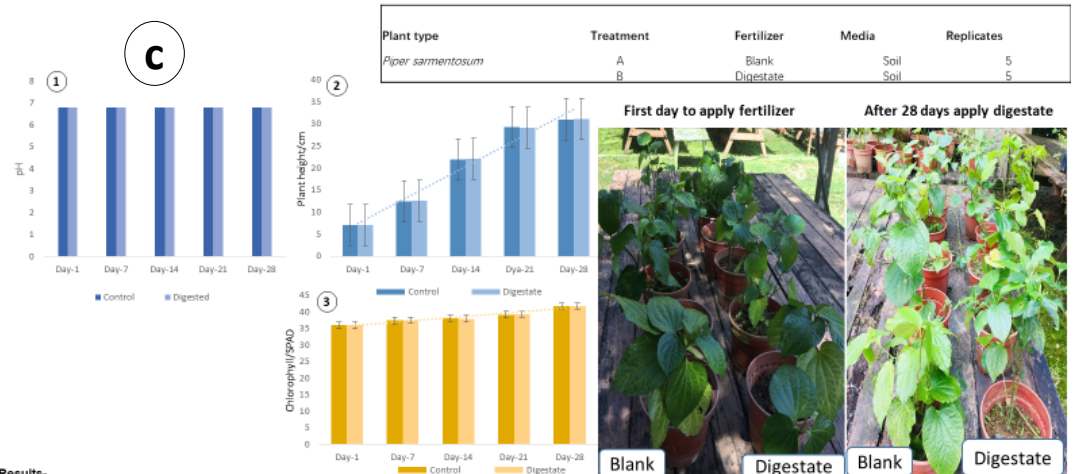 c
Plant type Treatment Fertilizer Media Replicates
Piper sarmentosum A Blank Soil 5
B Digestate Soil 5
1
pH
8
7
6
5
4
3
2
1
0
Day-1 Day-7 Day-14 Day-21 Day-28
Control Digested
2
Plant height/cm
40
35
30
25
20
15
10
5
0
Day-1 Day-7 Day-14 Dya-21 Day-28
Control Digestate
3
Chlorophyll/SPAD
45
40
35
30
25
20
15
10
5
0
Day-1 Day-7 Day-14 Day-21 Day-28
Control Digestate
First day to apply fertilizer
After 28 days apply digestate
Blank Digestate
Blank Digestate
Results-